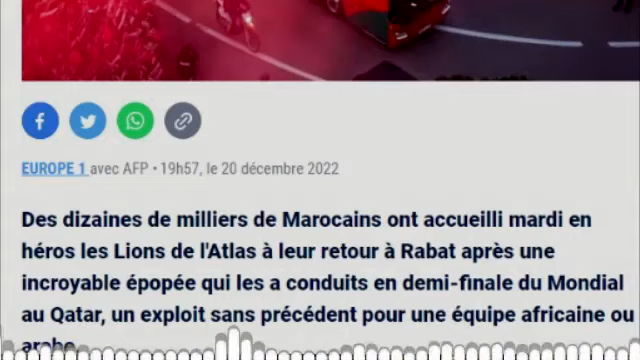 EUROPE 1 avec AFP • 19h57, le 20 décembre 2022
Des dizaines de milliers de Marocains ont accueilli mardi en
héros les Lions de l'Atlas à leur retour à Rabat après une
incroyable épopée qui les a conduits en demi-finale du Mondial
au Qatar, un exploit sans précédent pour une équipe africaine ou
arabe